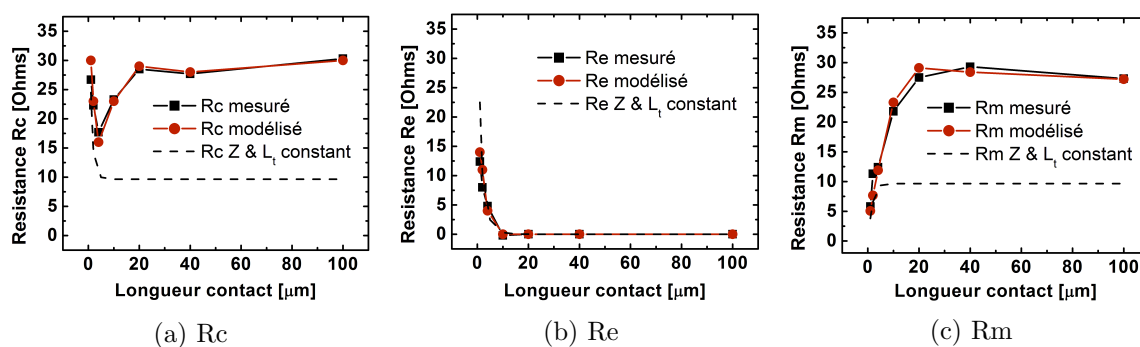 Resistance Rc [Ohms]
35
30
25
20
15
10
5
0
Rc mesuré
Rc modélisé
Rc Z & Lt constant
0 20 40 60 80 100
Longueur contact [μm]
(a) Rc
Resistance Re [Ohms]
35
30
25
20
15
10
5
0
Re mesuré
Re modélisé
Re Z & Lt constant
0 20 40 60 80 100
Longueur contact [μm]
(b) Re
Resistance Rm [Ohms]
35
30
25
20
15
10
5
0
Rm mesuré
Rm modélisé
Rm Z & Lt constant
0 20 40 60 80 100
Longueur contact [μm]
(c) Rm